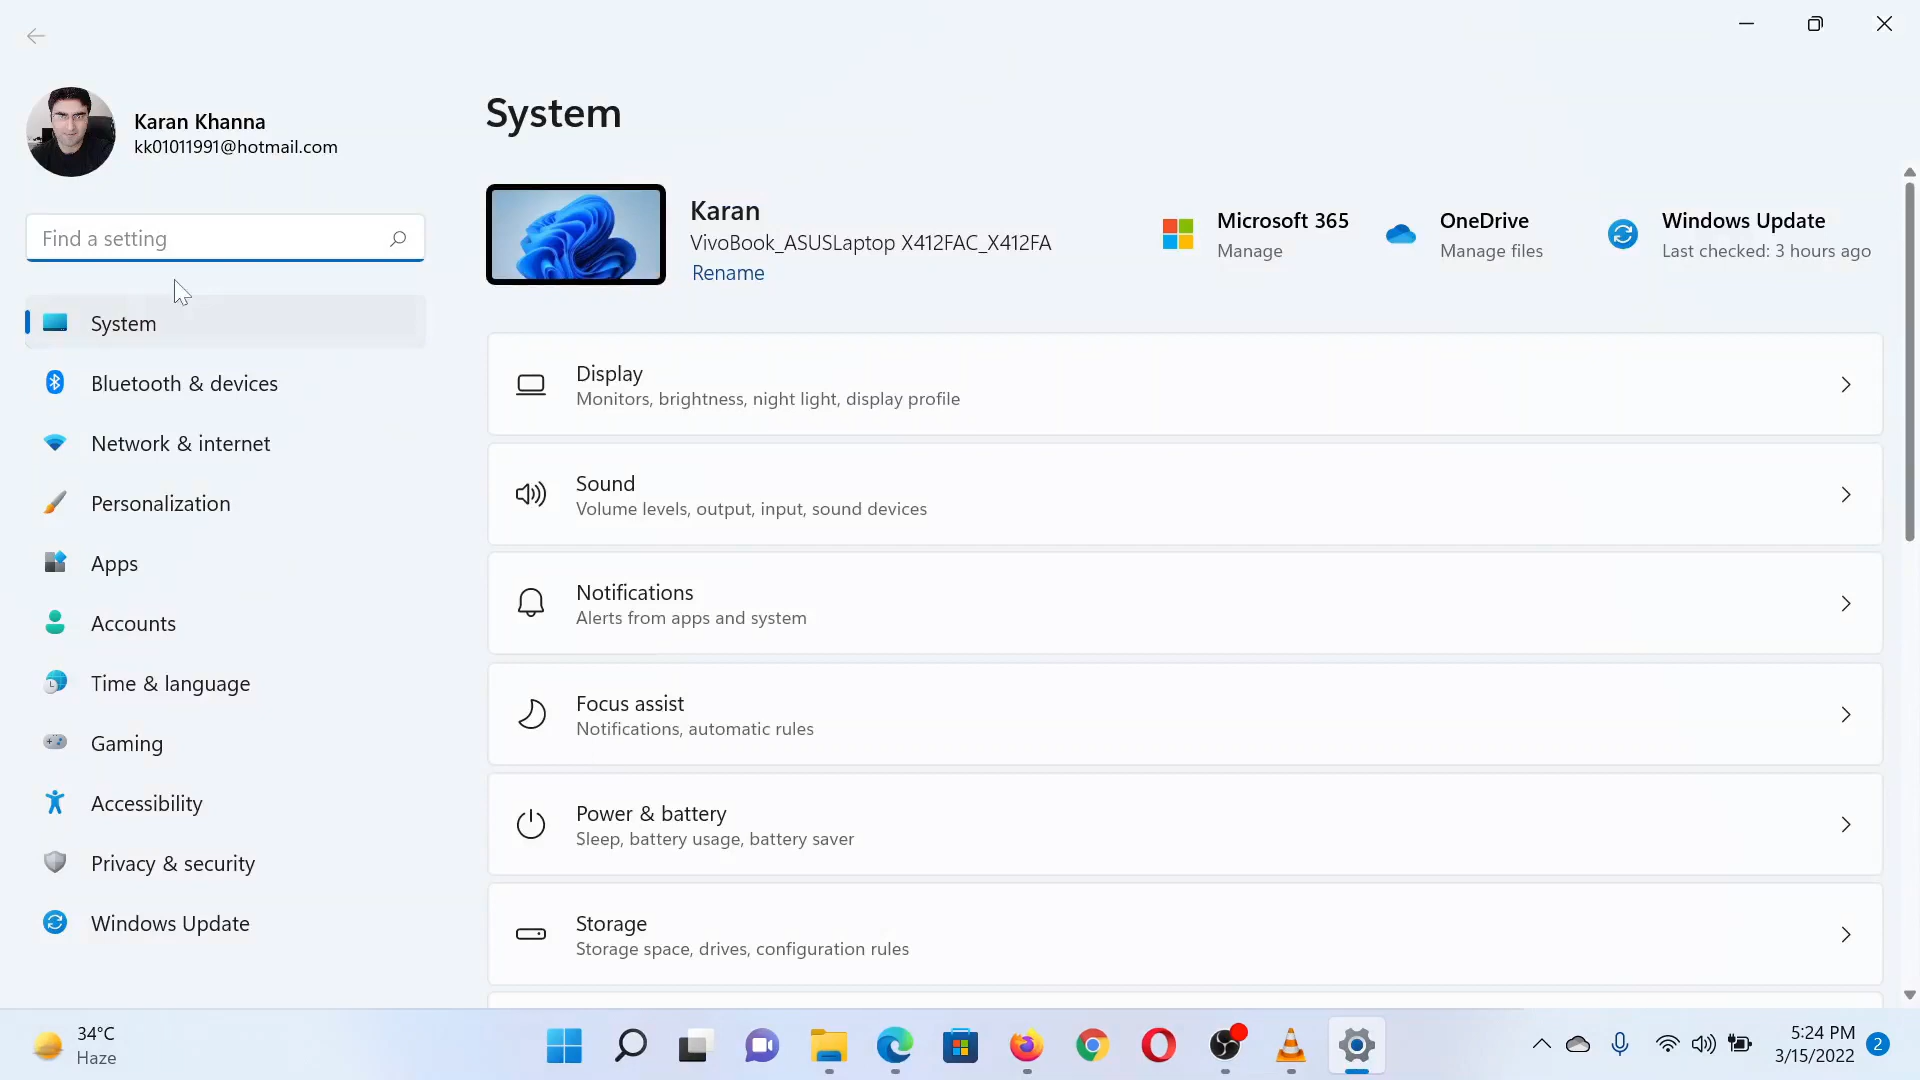 Karan Khanna
kk01011991@hotmail.com
Find a setting
System
Bluetooth & devices
Network & internet
Personalization
Apps
Accounts
Time & language
Gaming
Accessibility
Privacy & security
Windows Update
System
Karan
VivoBook_ASUSLaptop X412FAC_X412FA
Rename
Microsoft 365
Manage
OneDrive
Manage files
Windows Update
Last checked: 3 hours ago
Display
Monitors, brightness, night light, display profile
Sound
Volume levels, output, input, sound devices
Notifications
Alerts from apps and system
Focus assist
Notifications, automatic rules
Power & battery
Sleep, battery usage, battery saver
Storage
Storage space, drives, configuration rules
34°C
Haze
5:24 PM
3/15/2022
2